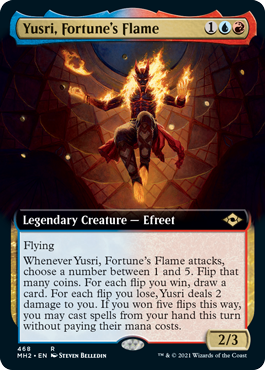 Yusri, Fortune's Flame 1
Legendary Creature — Efreet
Flying
Whenever Yusri, Fortune's Flame attacks,
choose a number between 1 and 5. Flip that
many coins. For each flip you win, draw a
card. For each flip you lose, Yusri deals 2
damage to you. If you won five flips this way,
you may cast spells from your hand this turn
without paying their mana costs.
2/3
468 R
MH2 • EN Steven Belledin
™ & © 2021 Wizards of the Coast